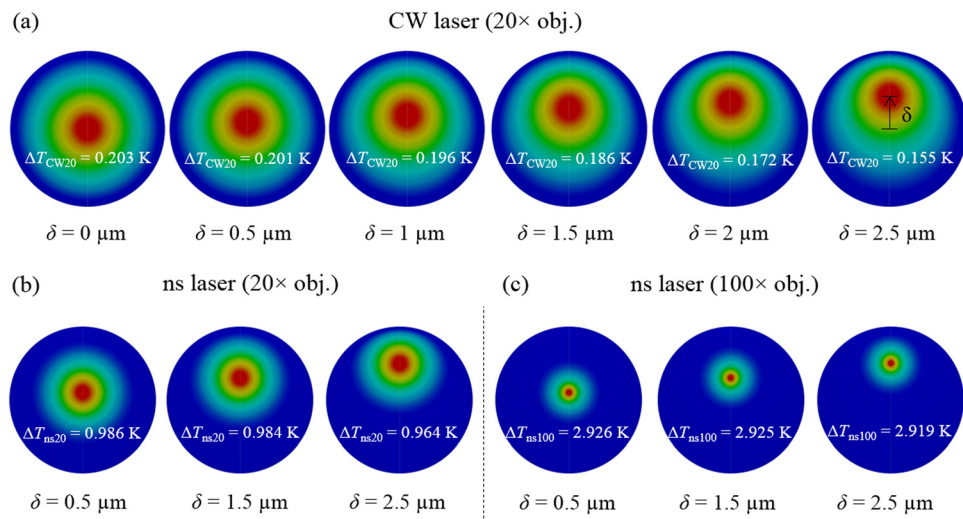 (a) CW laser (20× obj.)
ΔT_CW20 = 0.203 K ΔT_CW20 = 0.201 K ΔT_CW20 = 0.196 K ΔT_CW20 = 0.186 K ΔT_CW20 = 0.172 K ΔT_CW20 = 0.155 K
δ
δ = 0 μm δ = 0.5 μm δ = 1 μm δ = 1.5 μm δ = 2 μm δ = 2.5 μm
(b) ns laser (20× obj.)
ΔT_ns20 = 0.986 K ΔT_ns20 = 0.984 K ΔT_ns20 = 0.964 K
δ = 0.5 μm δ = 1.5 μm δ = 2.5 μm
(c) ns laser (100× obj.)
ΔT_ns100 = 2.926 K ΔT_ns100 = 2.925 K ΔT_ns100 = 2.919 K
δ = 0.5 μm δ = 1.5 μm δ = 2.5 μm